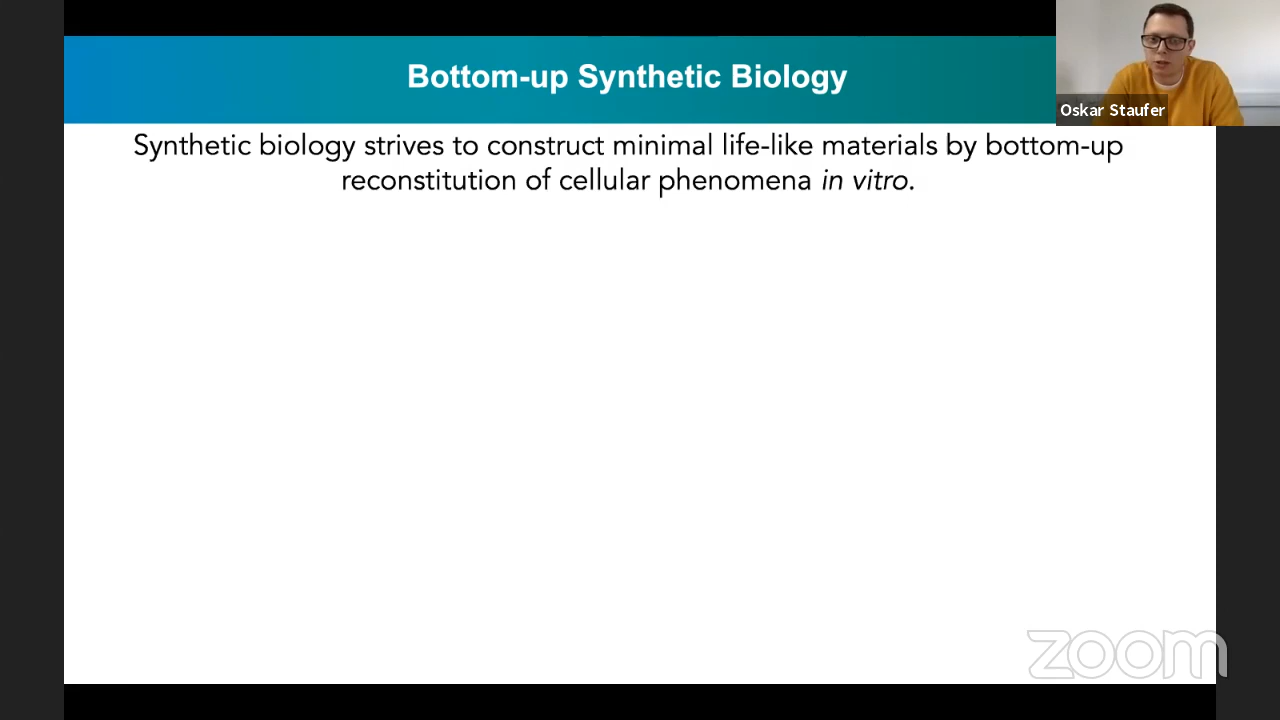 Bottom-up Synthetic Biology
Oskar Staufer
Synthetic biology strives to construct minimal life-like materials by bottom-up
reconstitution of cellular phenomena in vitro.
zoom